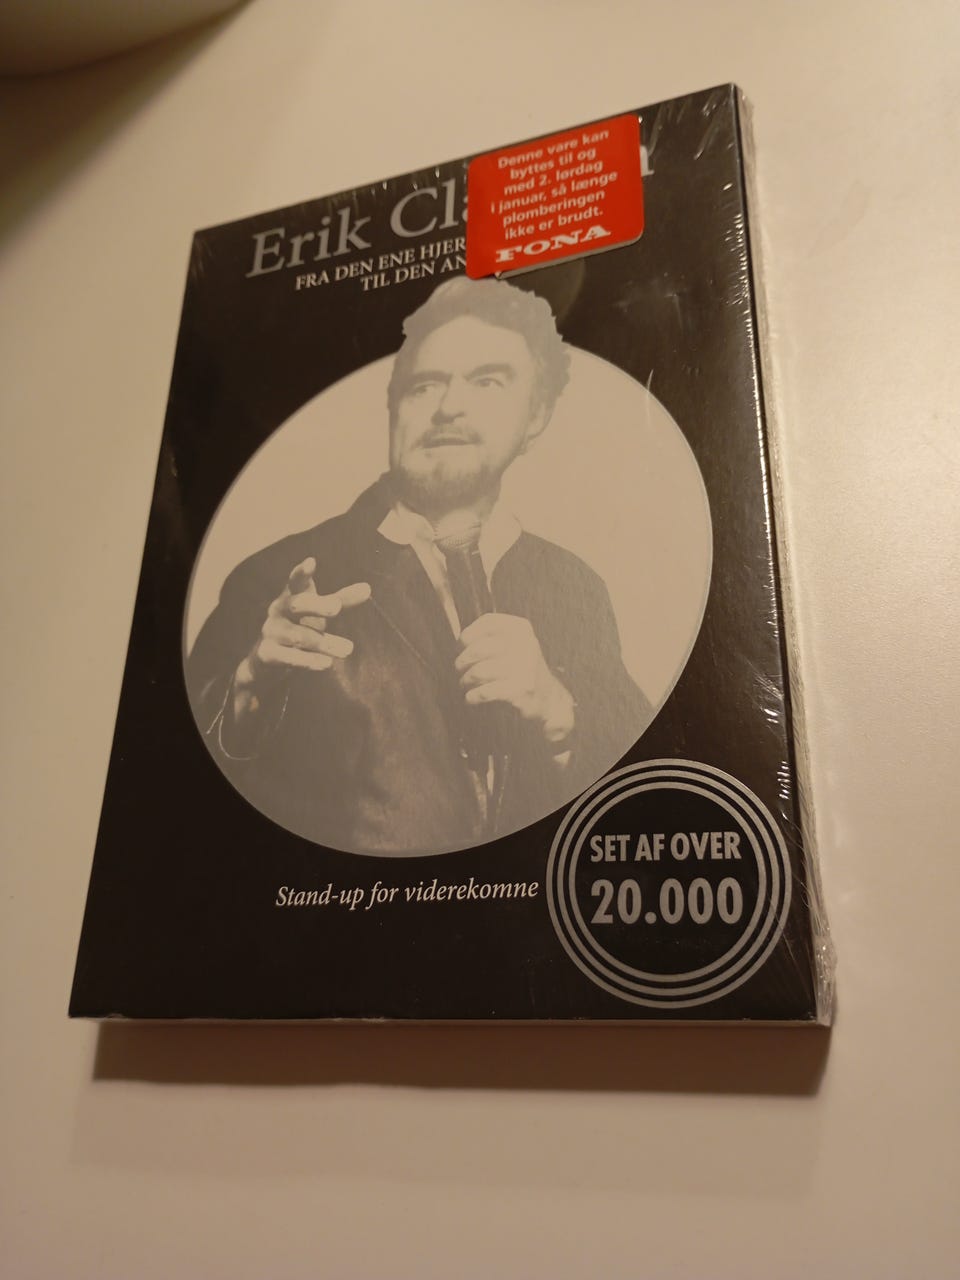 Denne vare kan
byttes til og
med 2. lørdag
i januar, så længe
plomberingen
ikke er brudt.
FONA
Erik Cla
FRA DEN ENE HJER
TIL DEN AN
Stand-up for viderekomne
SET AF OVER
20.000